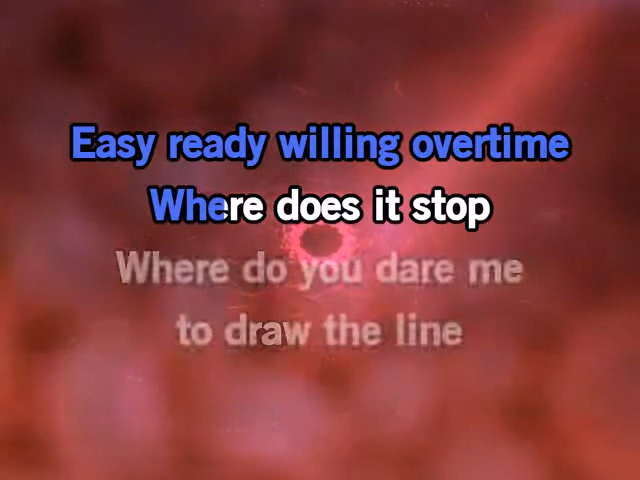 Easy ready willing overtime
Where does it stop
Where do you dare me
to draw the line